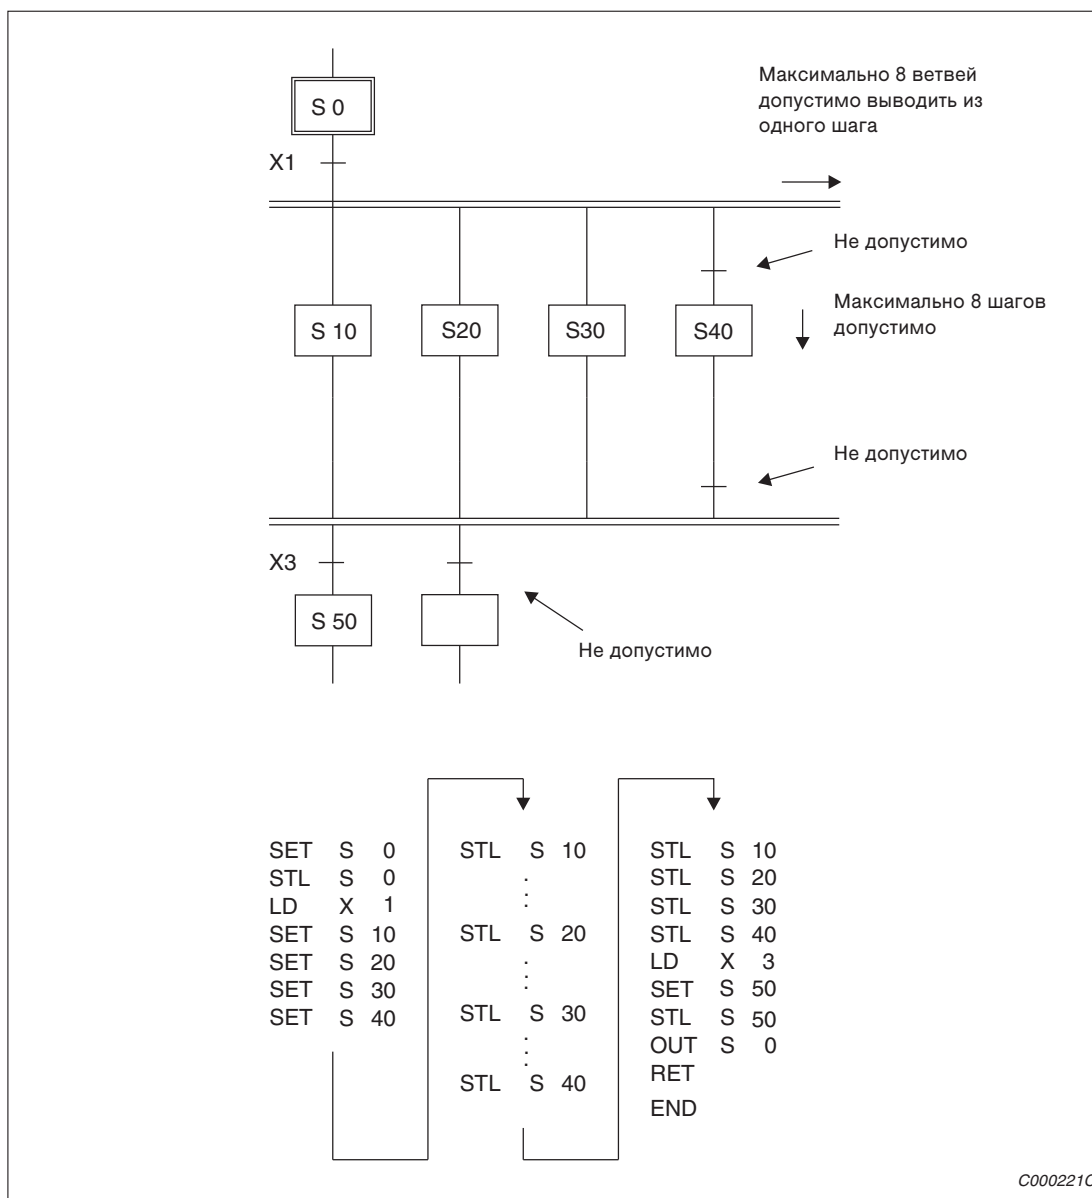 S 0
Максимально 8 ветвей
допустимо выводить из
одного шага
X1
Не допустимо
S 10
S20
S30
S40
Максимально 8 шагов
допустимо
Не допустимо
X3
S 50
Не допустимо
SET S 0
STL S 0
LD X 1
SET S 10
SET S 20
SET S 30
SET S 40
STL S 10
STL S 20
STL S 30
STL S 40
STL S 10
STL S 20
STL S 30
STL S 40
LD X 3
SET S 50
STL S 50
OUT S 0
RET
END
C000221C